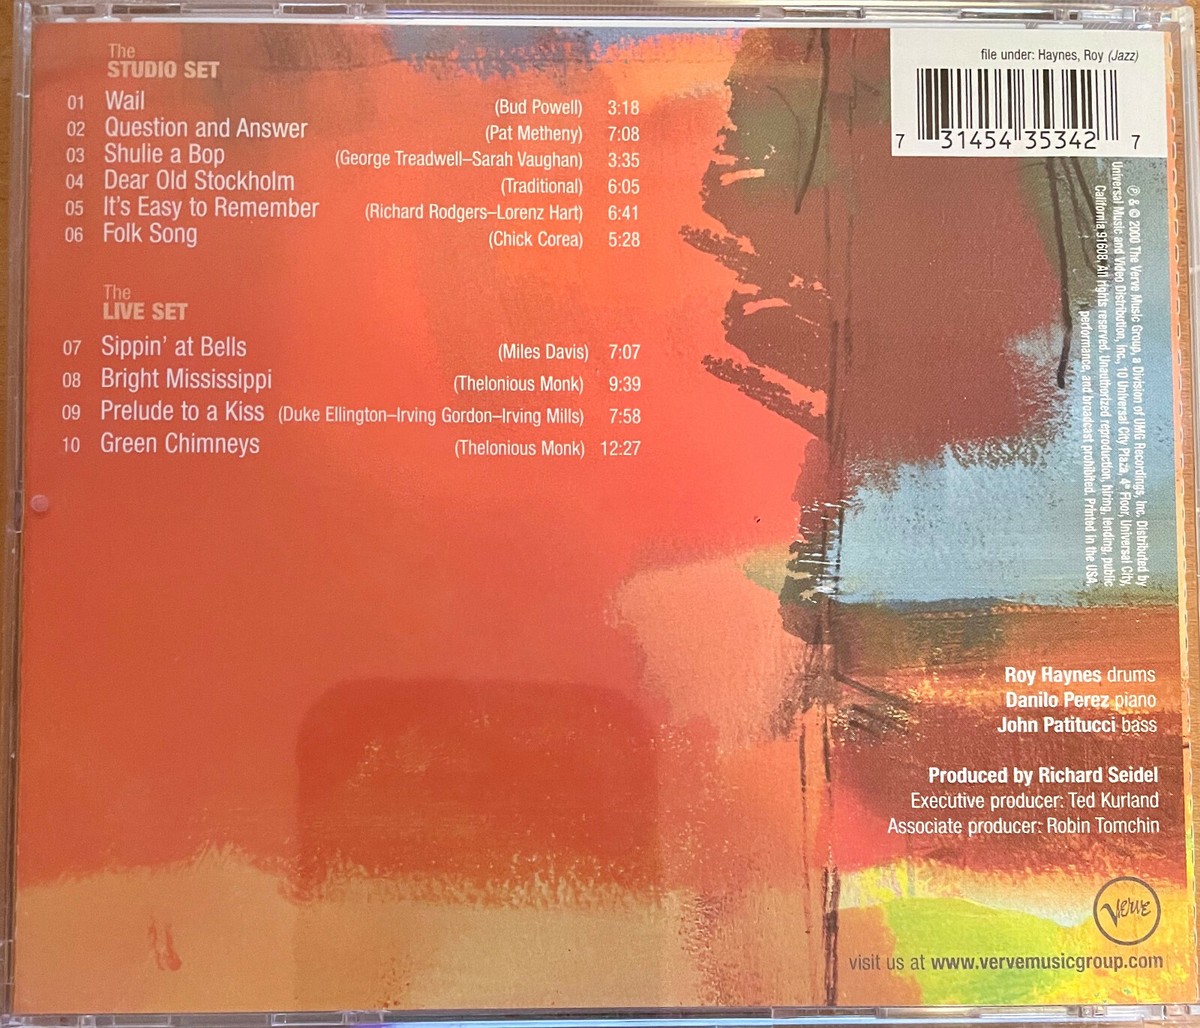 The
STUDIO SET
01 Wail (Bud Powell) 3:18
02 Question and Answer (Pat Metheny) 7:08
03 Shulie a Bop (George Treadwell–Sarah Vaughan) 3:35
04 Dear Old Stockholm (Traditional) 6:05
05 It's Easy to Remember (Richard Rodgers–Lorenz Hart) 6:41
06 Folk Song (Chick Corea) 5:28
The
LIVE SET
07 Sippin' at Bells (Miles Davis) 7:07
08 Bright Mississippi (Thelonious Monk) 9:39
09 Prelude to a Kiss (Duke Ellington–Irving Gordon–Irving Mills) 7:58
10 Green Chimneys (Thelonious Monk) 12:27
file under: Haynes, Roy (Jazz)
7 31454 35342 7
℗ & © 2000 The Verve Music Group, a Division of UMG Recordings, Inc. Distributed by
Universal Music and Video Distribution, Inc., 10 Universal City Plaza, 4th Floor, Universal City,
California 91608. All rights reserved. Unauthorized reproduction, hiring, lending, public
performance, and broadcast prohibited. Printed in the USA.
Roy Haynes drums
Danilo Perez piano
John Patitucci bass
Produced by Richard Seidel
Executive producer: Ted Kurland
Associate producer: Robin Tomchin
Verve
visit us at www.vervemusicgroup.com